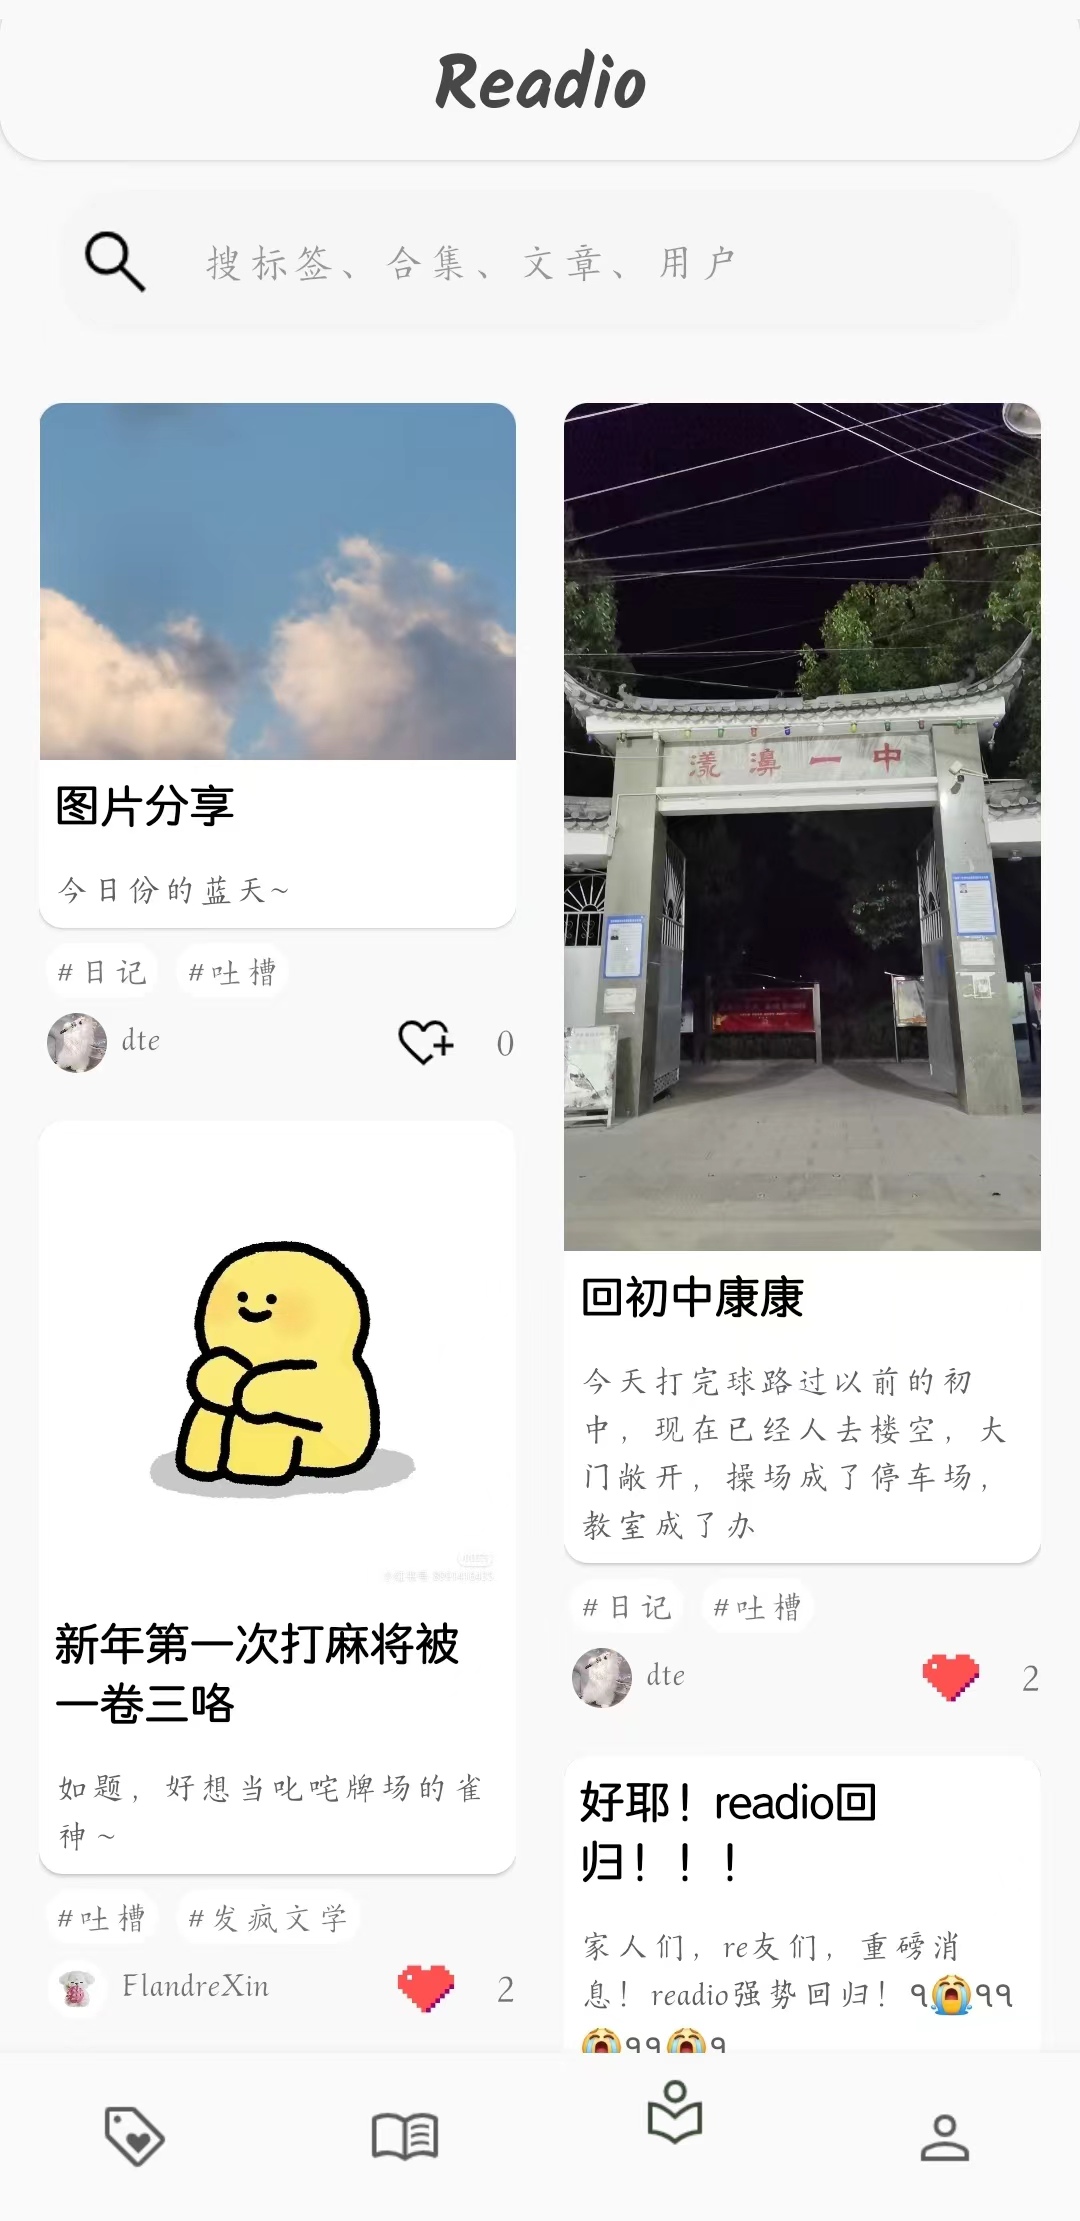 Readio
搜标签、合集、文章、用户
图片分享
今日份的蓝天~
#日记 #吐槽
dte 0
新年第一次打麻将被
一卷三咯
如题，好想当叱咤牌场的雀
神~
#吐槽 #发疯文学
FlandreXin 2
漾濞一中
回初中康康
今天打完球路过以前的初
中，现在已经人去楼空，大
门敞开，操场成了停车场，
教室成了办
#日记 #吐槽
dte 2
好耶！readio回
归！！！
家人们，re友们，重磅消
息！readio强势回归！٩😭۹۹
😭۹۹😭۹